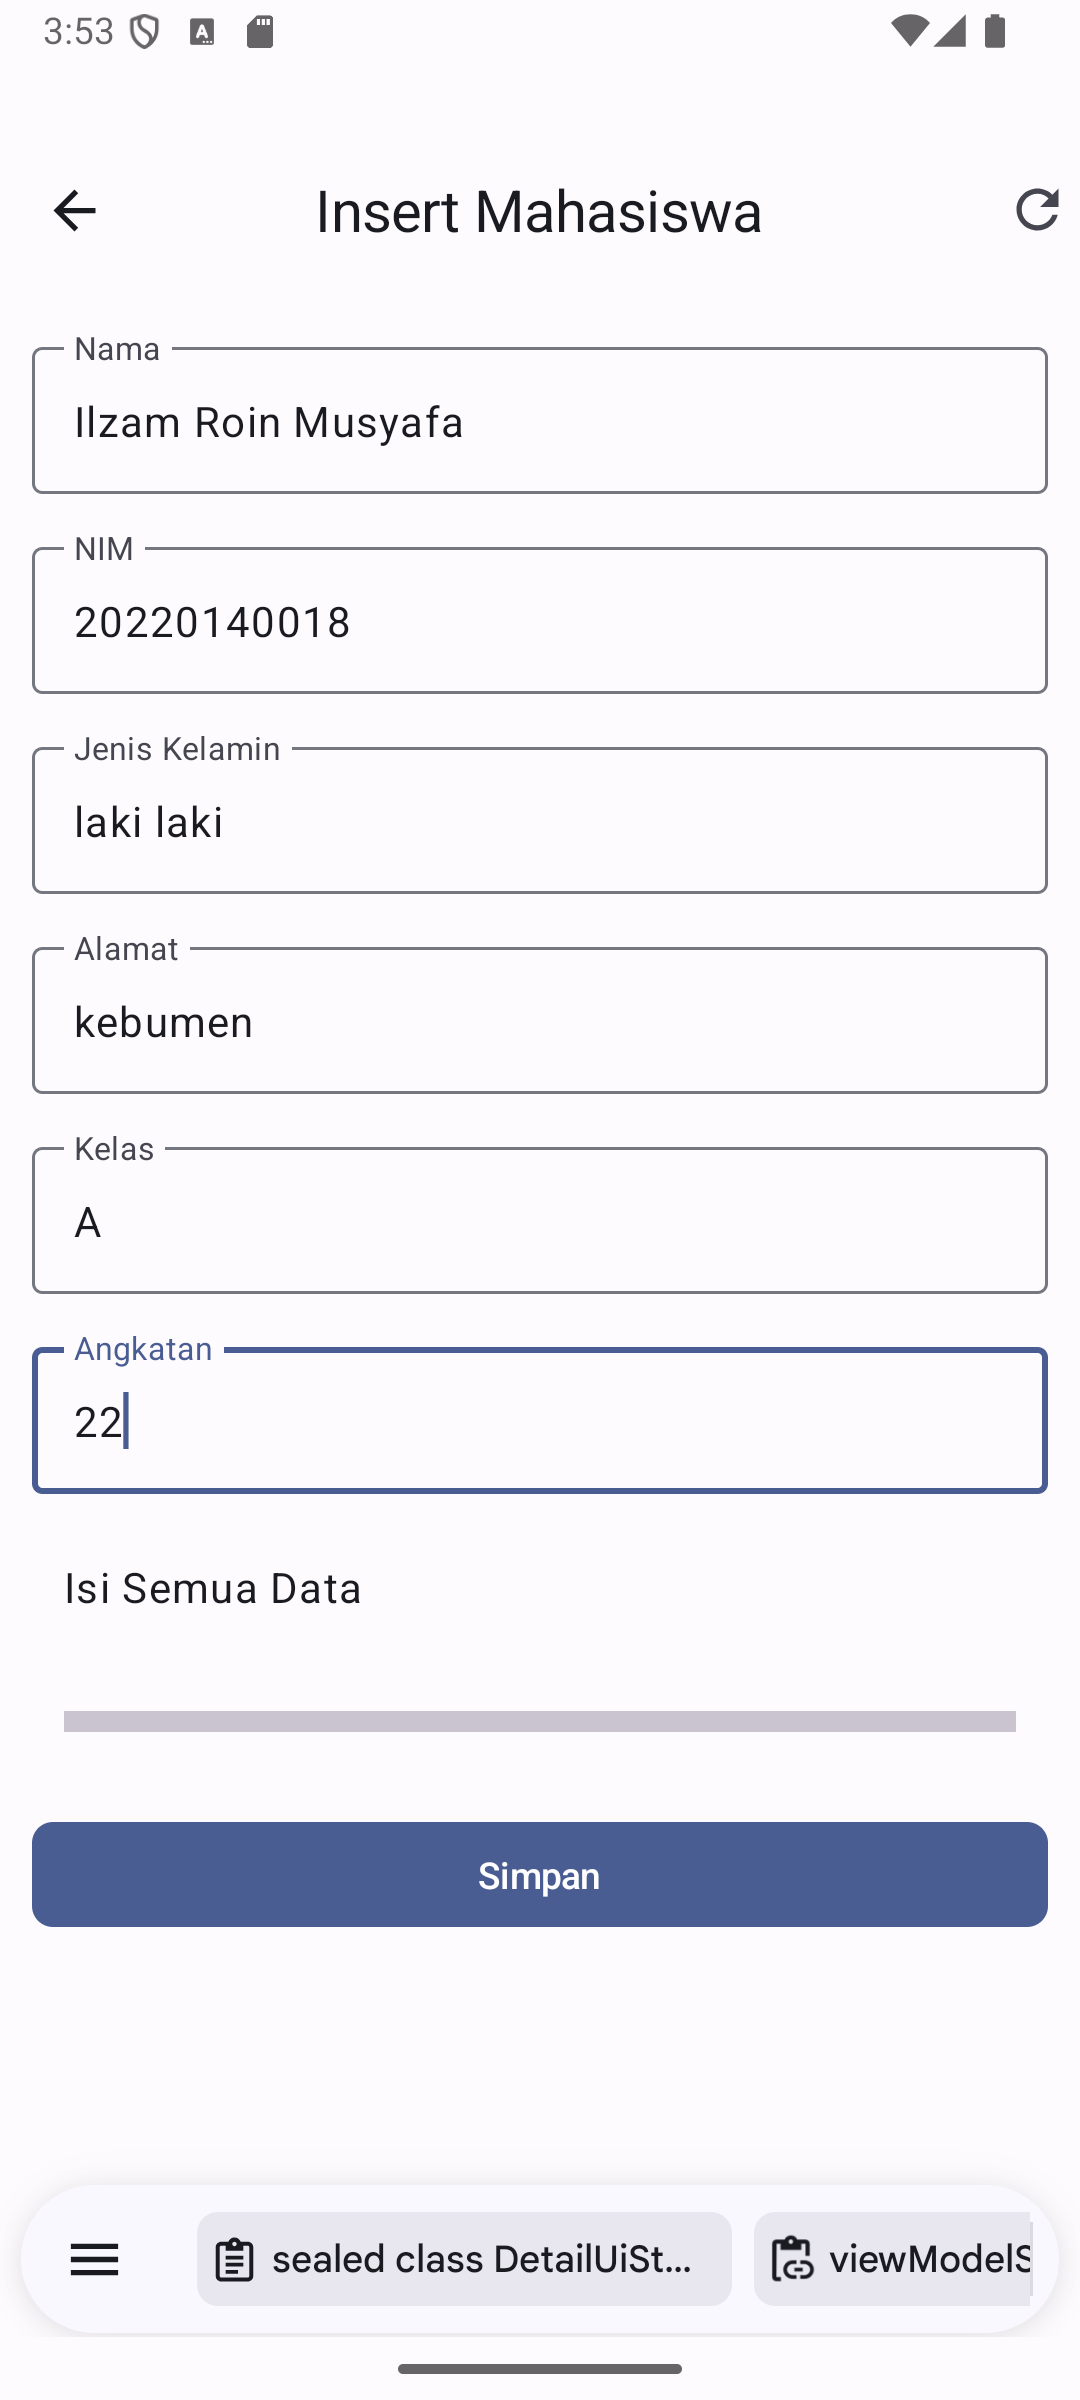 3:53
Insert Mahasiswa
Nama
Ilzam Roin Musyafa
NIM
20220140018
Jenis Kelamin
laki laki
Alamat
kebumen
Kelas
A
Angkatan
22
Isi Semua Data
Simpan
sealed class DetailUiSt... viewModelS